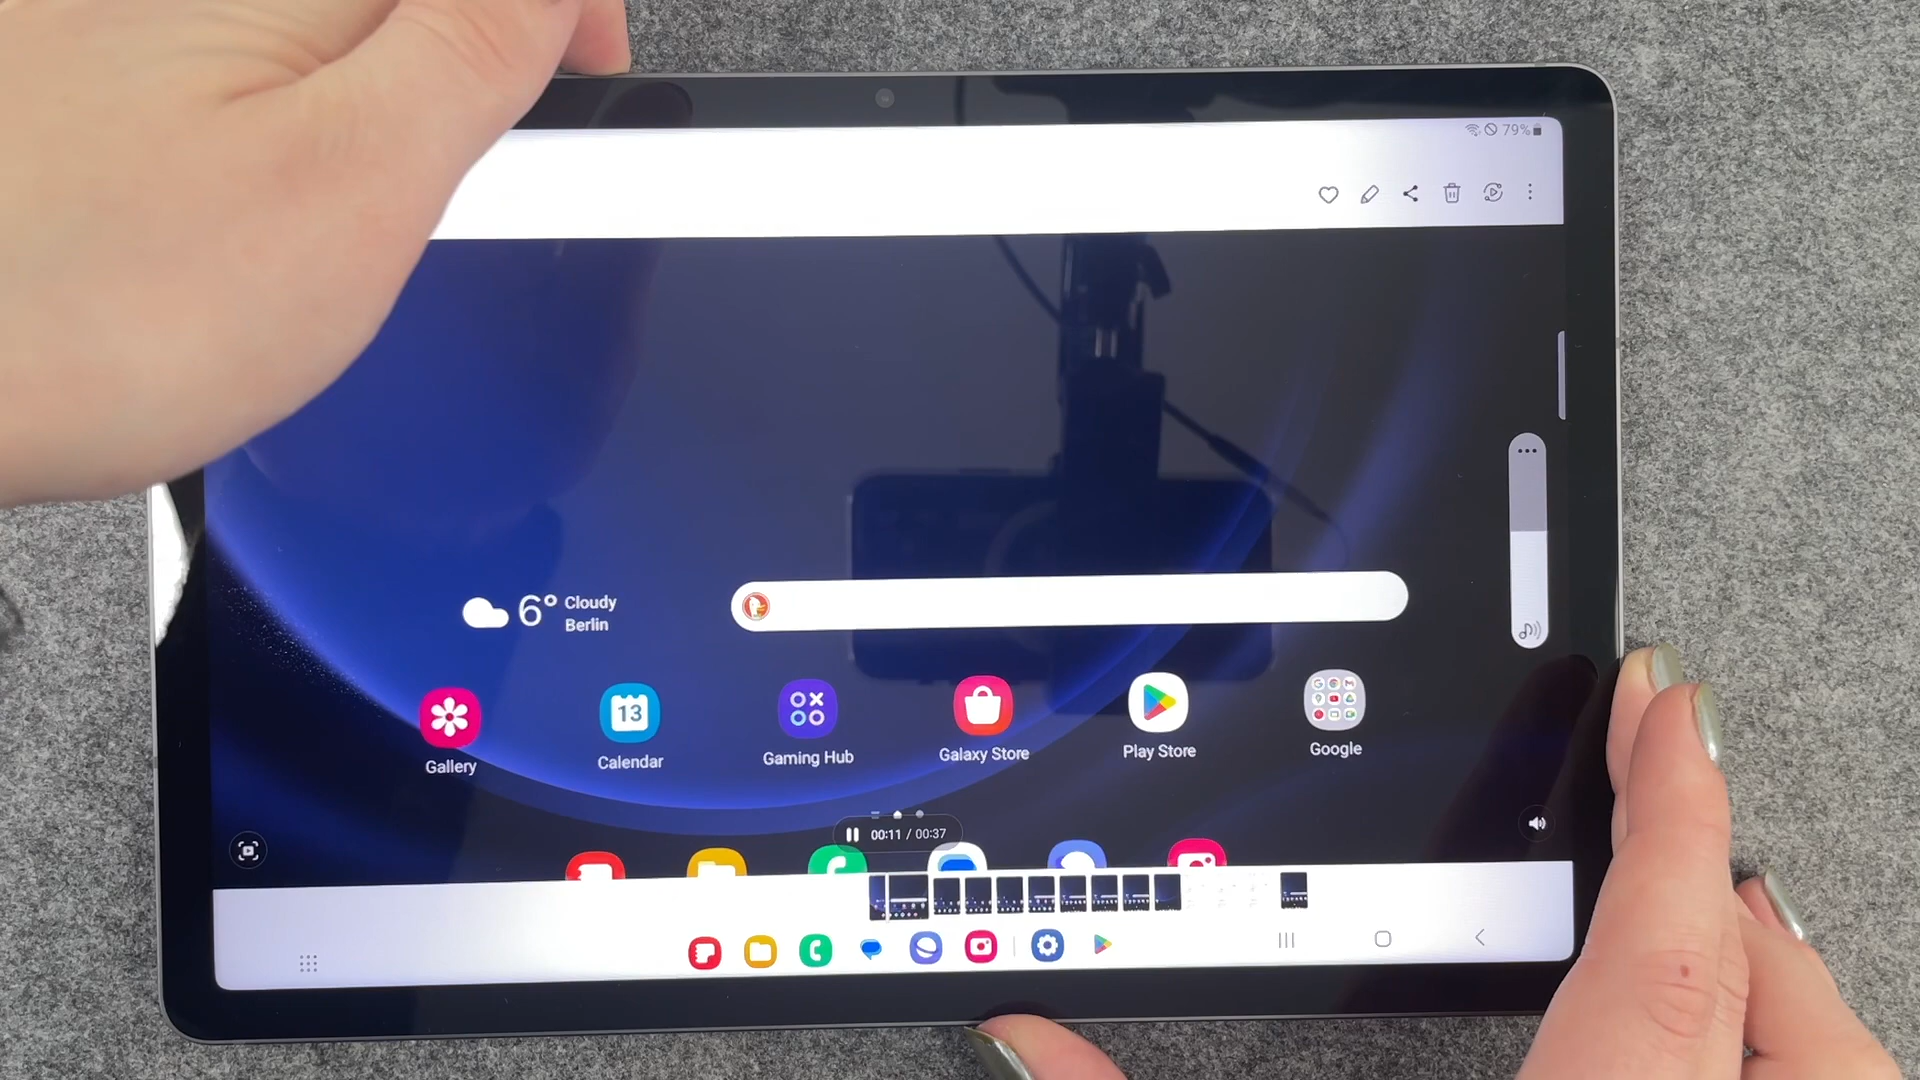 79%
6° Cloudy
Berlin
13
Gallery
Calendar
Gaming Hub
Galaxy Store
Play Store
Google
00:11 / 00:37